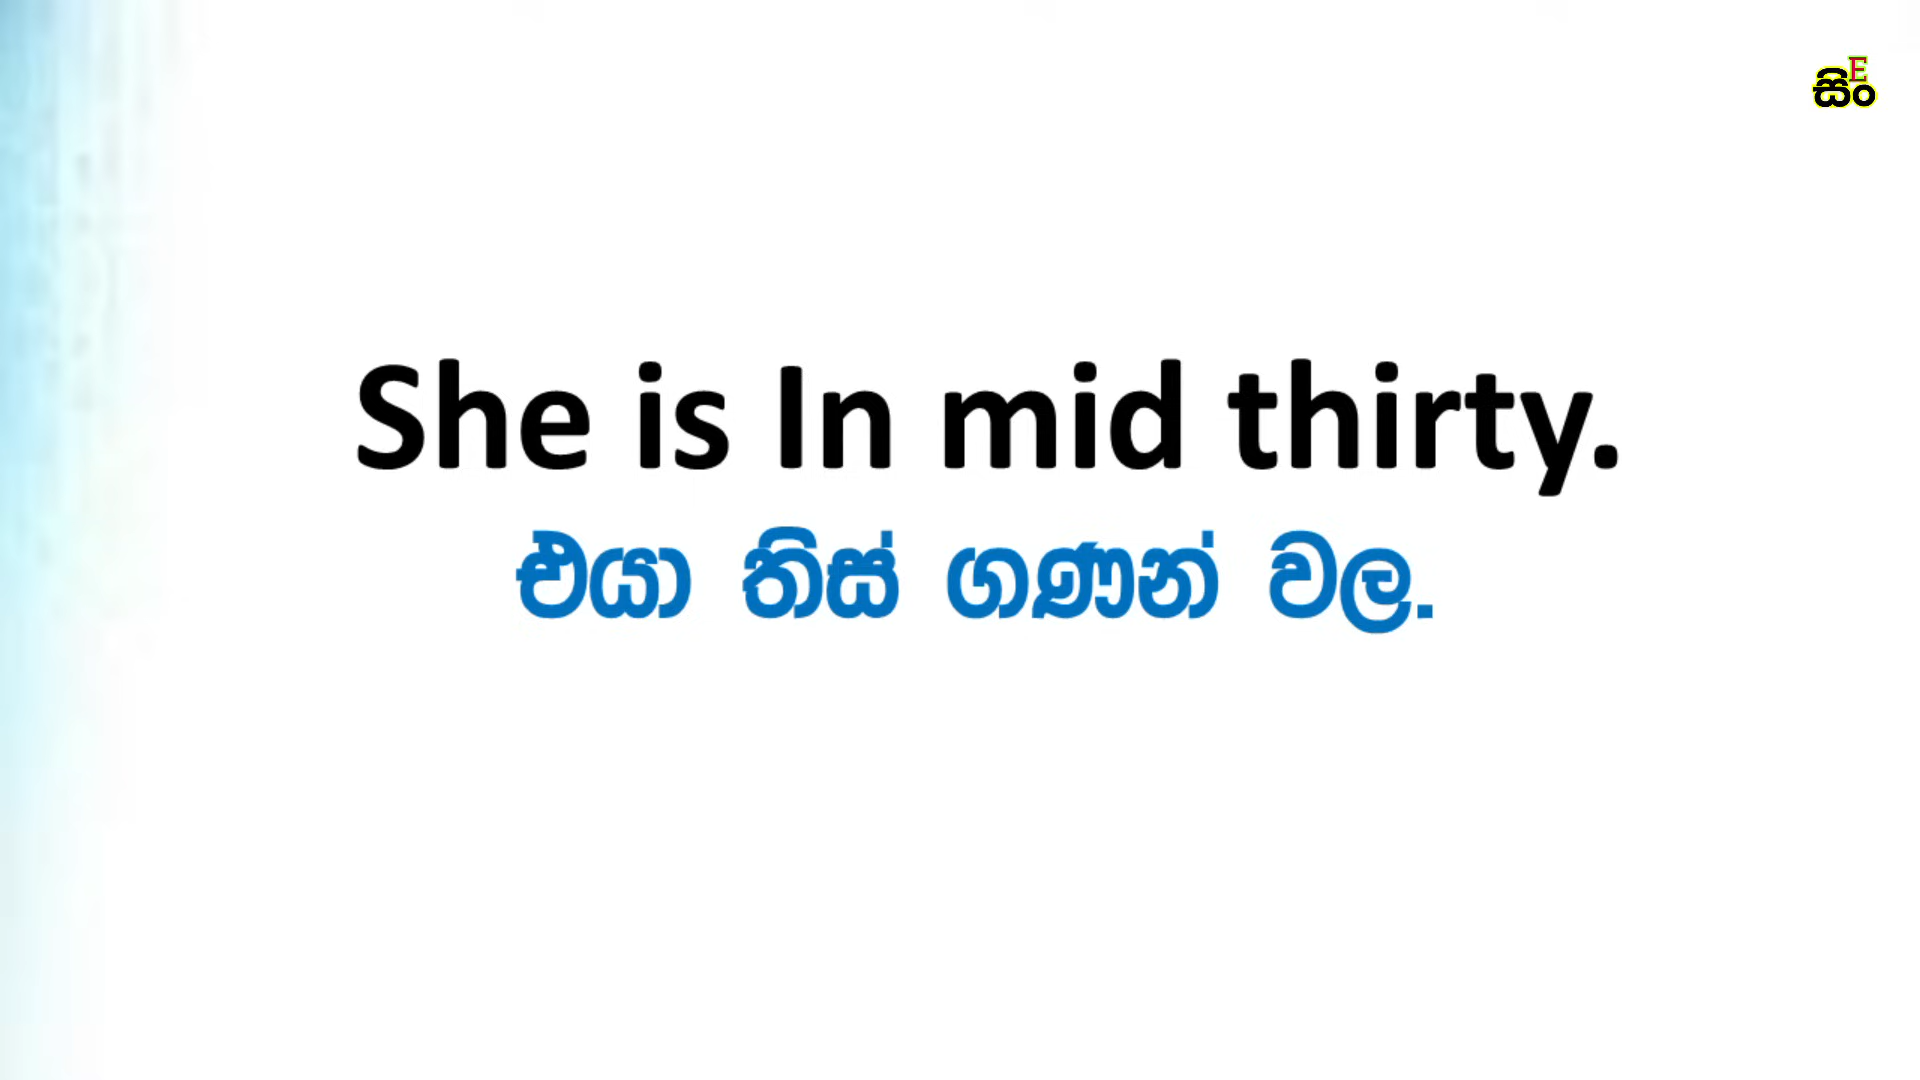 E
සිං
She is In mid thirty.
එයා තිස් ගණන් වල.